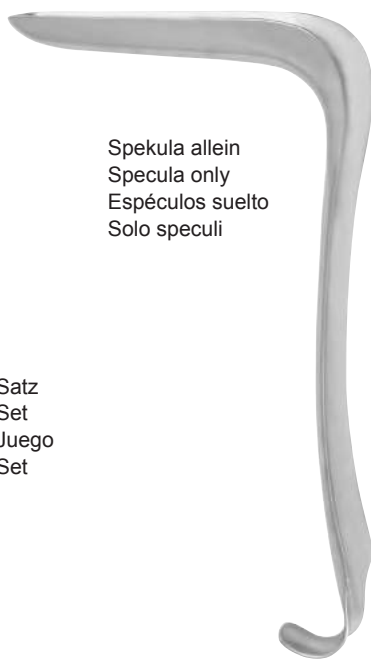 Spekula allein
Specula only
Espéculos suelto
Solo speculi
Satz
Set
Juego
Set